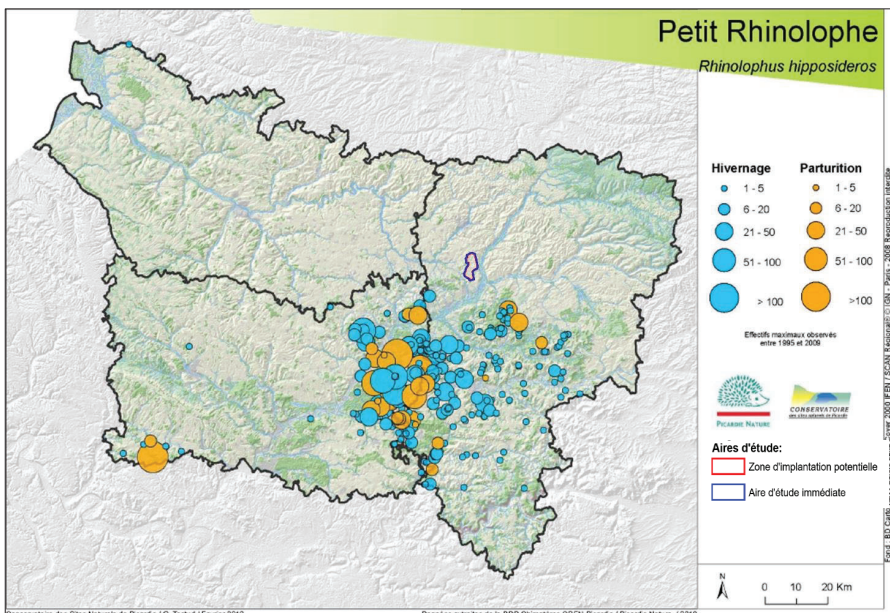 Petit Rhinolophe
Rhinolophus hipposideros
Hivernage
Parturition
1 - 5
1 - 5
6 - 20
6 - 20
21 - 50
21 - 50
51 - 100
51 - 100
> 100
>100
Effectifs maximaux observés
entre 1995 et 2009
PICARDIE NATURE
CONSERVATOIRE
Aires d'étude:
Zone d'implantation potentielle
Aire d'étude immédiate
N
0 10 20 Km